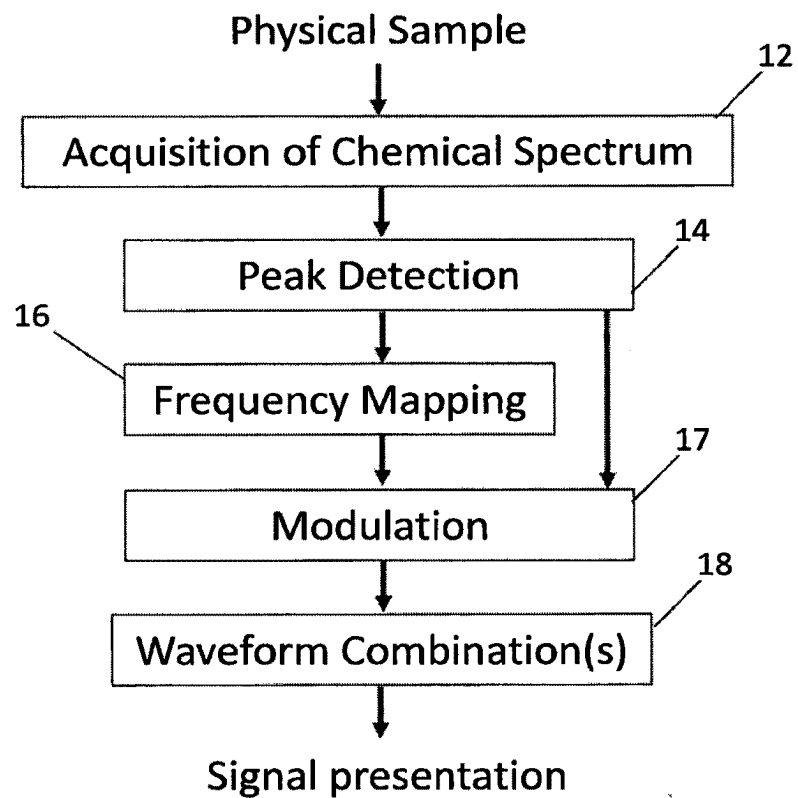 Physical Sample
12
Acquisition of Chemical Spectrum
14
Peak Detection
16
Frequency Mapping
17
Modulation
18
Waveform Combination(s)
Signal presentation